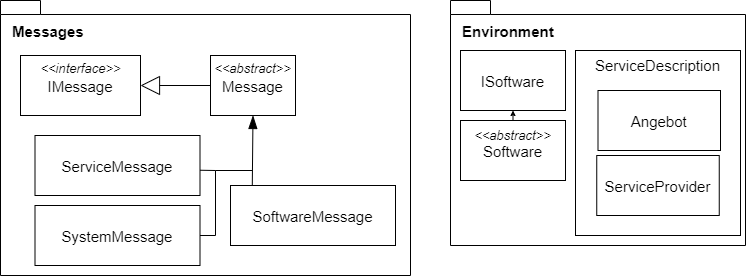 Messages
<<interface>>
IMessage
<<abstract>>
Message
ServiceMessage
SystemMessage
SoftwareMessage
Environment
ISoftware
<<abstract>>
Software
ServiceDescription
Angebot
ServiceProvider